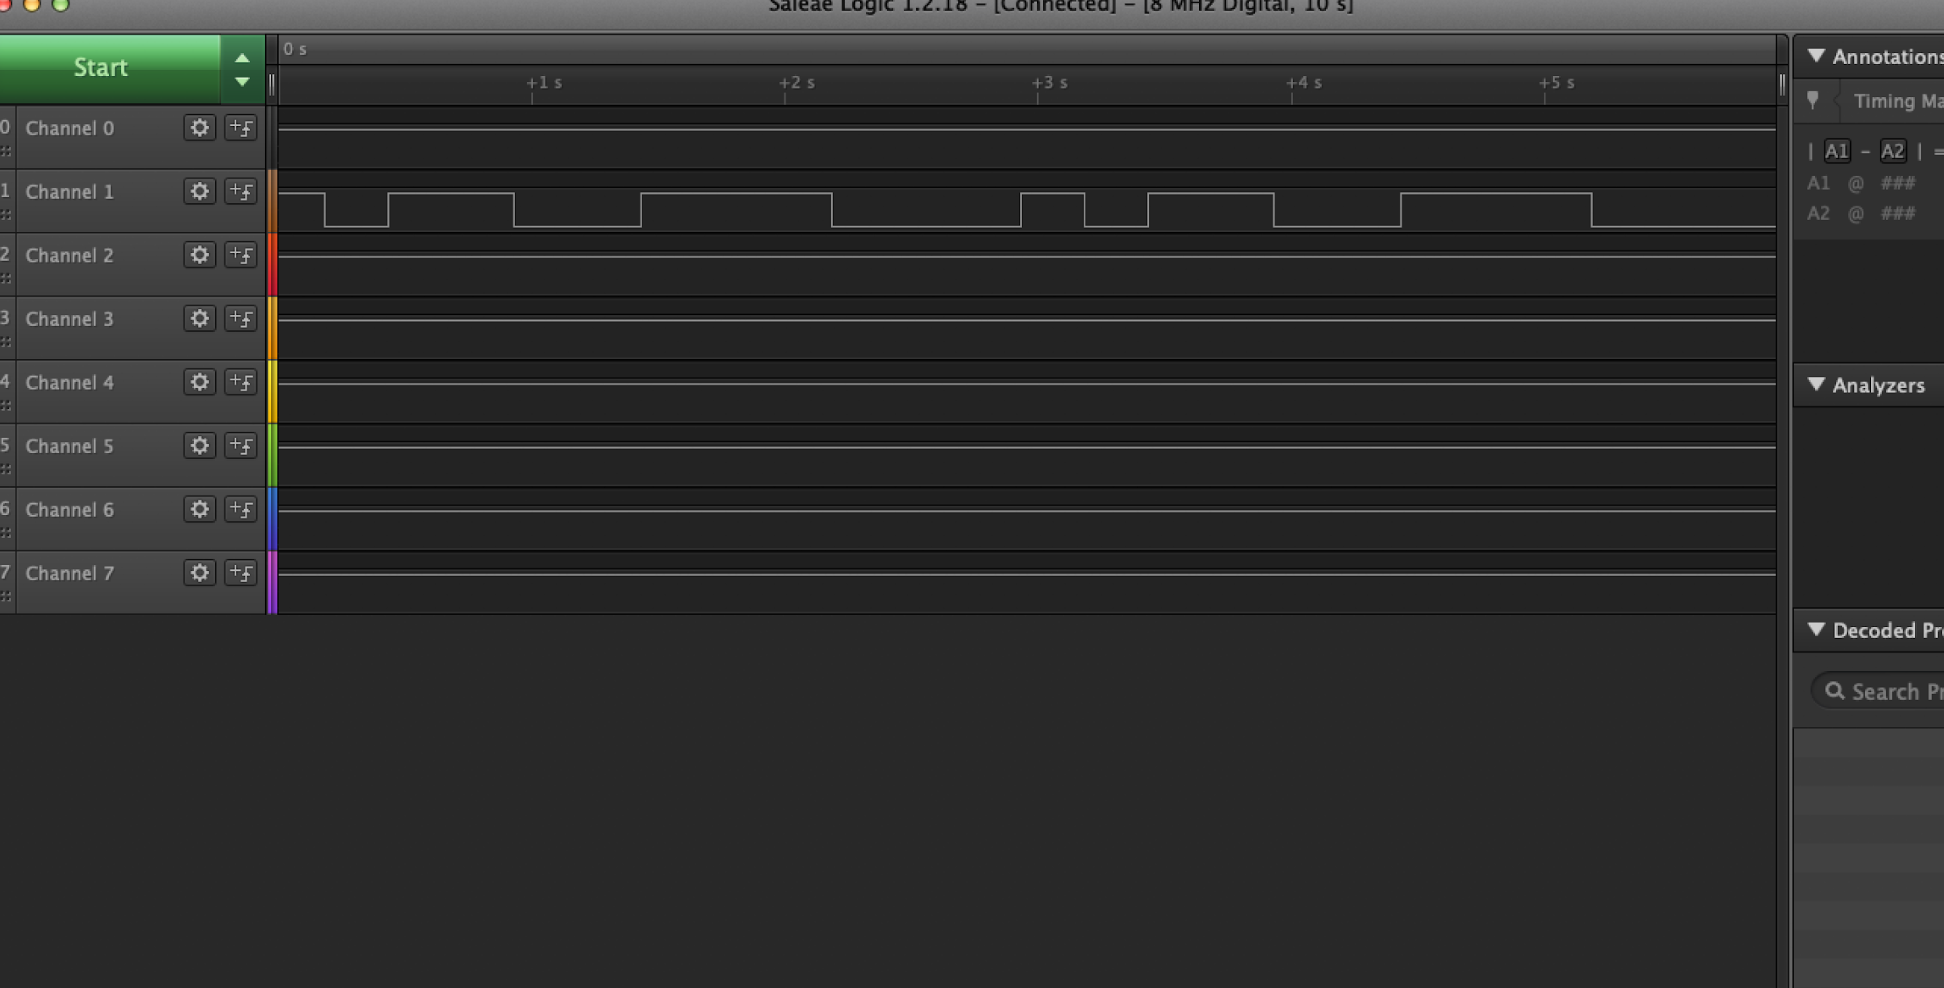 Saleae Logic 1.2.18 – [Connected] – [8 MHz Digital, 10 s]
Start
0 s
+1 s +2 s +3 s +4 s +5 s
0 Channel 0
1 Channel 1
2 Channel 2
3 Channel 3
4 Channel 4
5 Channel 5
6 Channel 6
7 Channel 7
Annotations
Timing Ma
| A1 - A2 | =
A1 @ ###
A2 @ ###
Analyzers
Decoded Pr
Search Pr